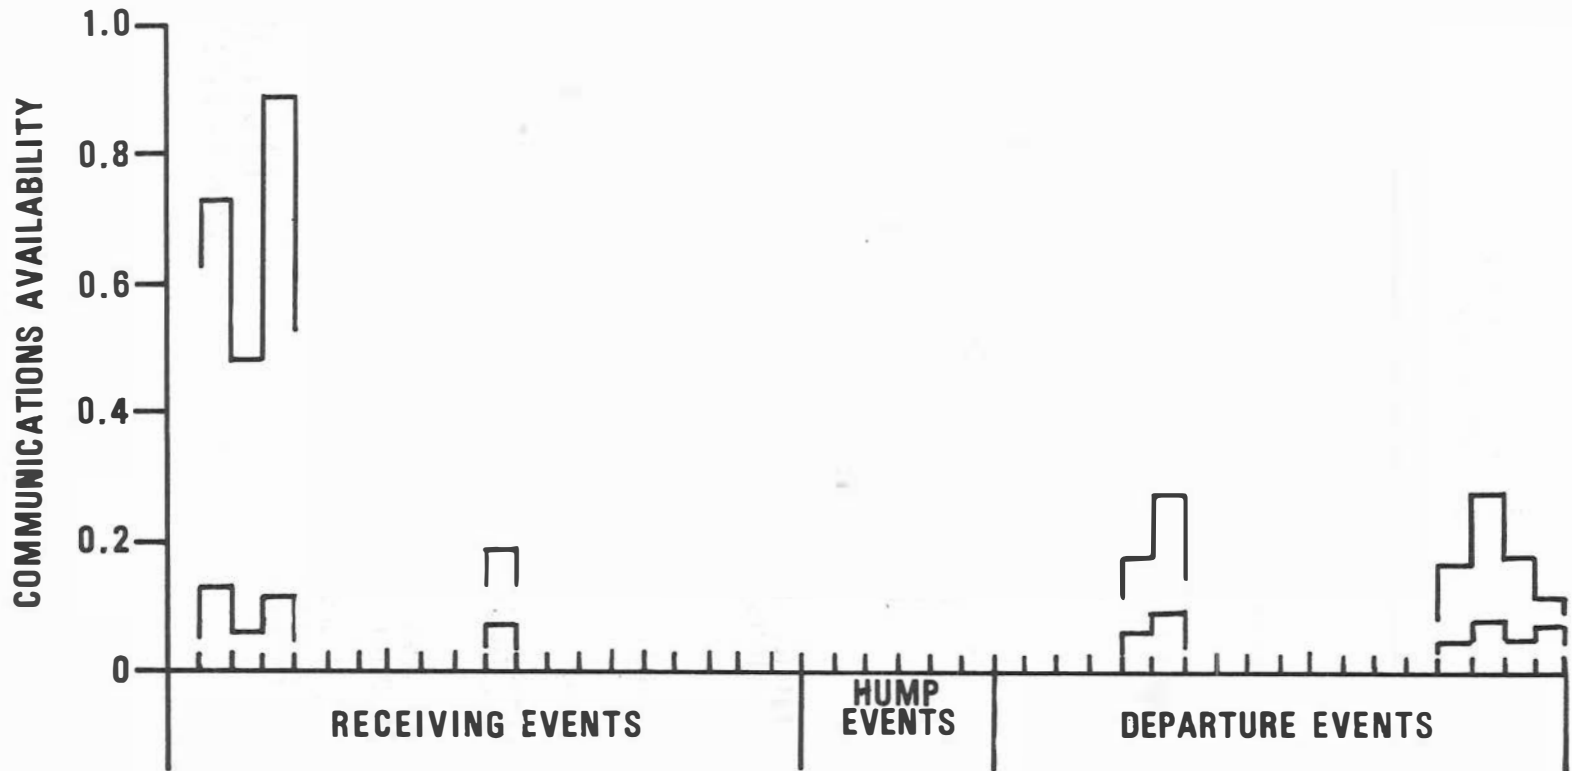 COMMUNICATIONS AVAILABILITY
1.0
0.8
0.6
0.4
0.2
0
RECEIVING EVENTS
HUMP
EVENTS
DEPARTURE EVENTS